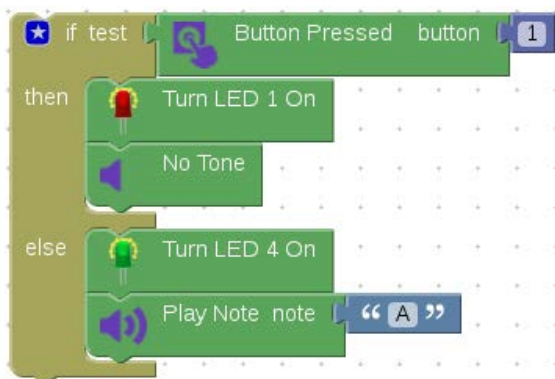 if test Button Pressed button 1
then Turn LED 1 On
No Tone
else Turn LED 4 On
Play Note note “ A ”